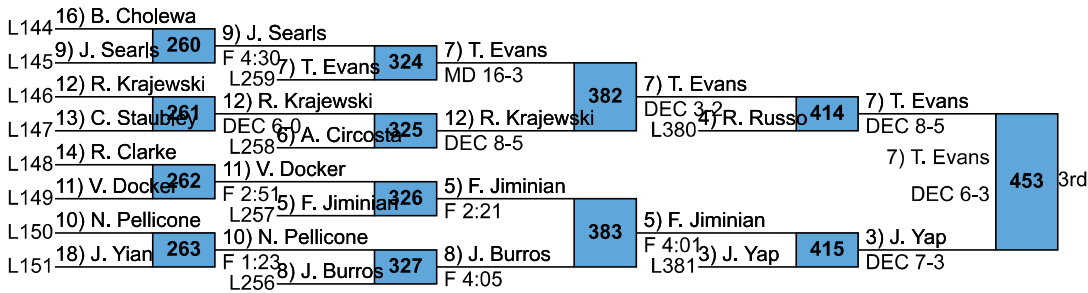 L144 16) B. Cholewa
260
L145 9) J. Searls
9) J. Searls
F 4:30
L259 7) T. Evans
324
L146 12) R. Krajewski
261
L147 13) C. Staubley
12) R. Krajewski
DEC 6-0
L258 6) A. Circosta
325
L148 14) R. Clarke
262
L149 11) V. Docker
11) V. Docker
F 2:51
L257 5) F. Jiminian
326
L150 10) N. Pellicone
263
L151 18) J. Yian
10) N. Pellicone
F 1:23
L256 8) J. Burros
327
7) T. Evans
MD 16-3
382
12) R. Krajewski
DEC 8-5
5) F. Jiminian
F 2:21
383
8) J. Burros
F 4:05
7) T. Evans
DEC 3-2
L380 4) R. Russo
414
5) F. Jiminian
F 4:01
L381 3) J. Yap
415
7) T. Evans
DEC 8-5
3) J. Yap
DEC 7-3
7) T. Evans
DEC 6-3
453
3rd